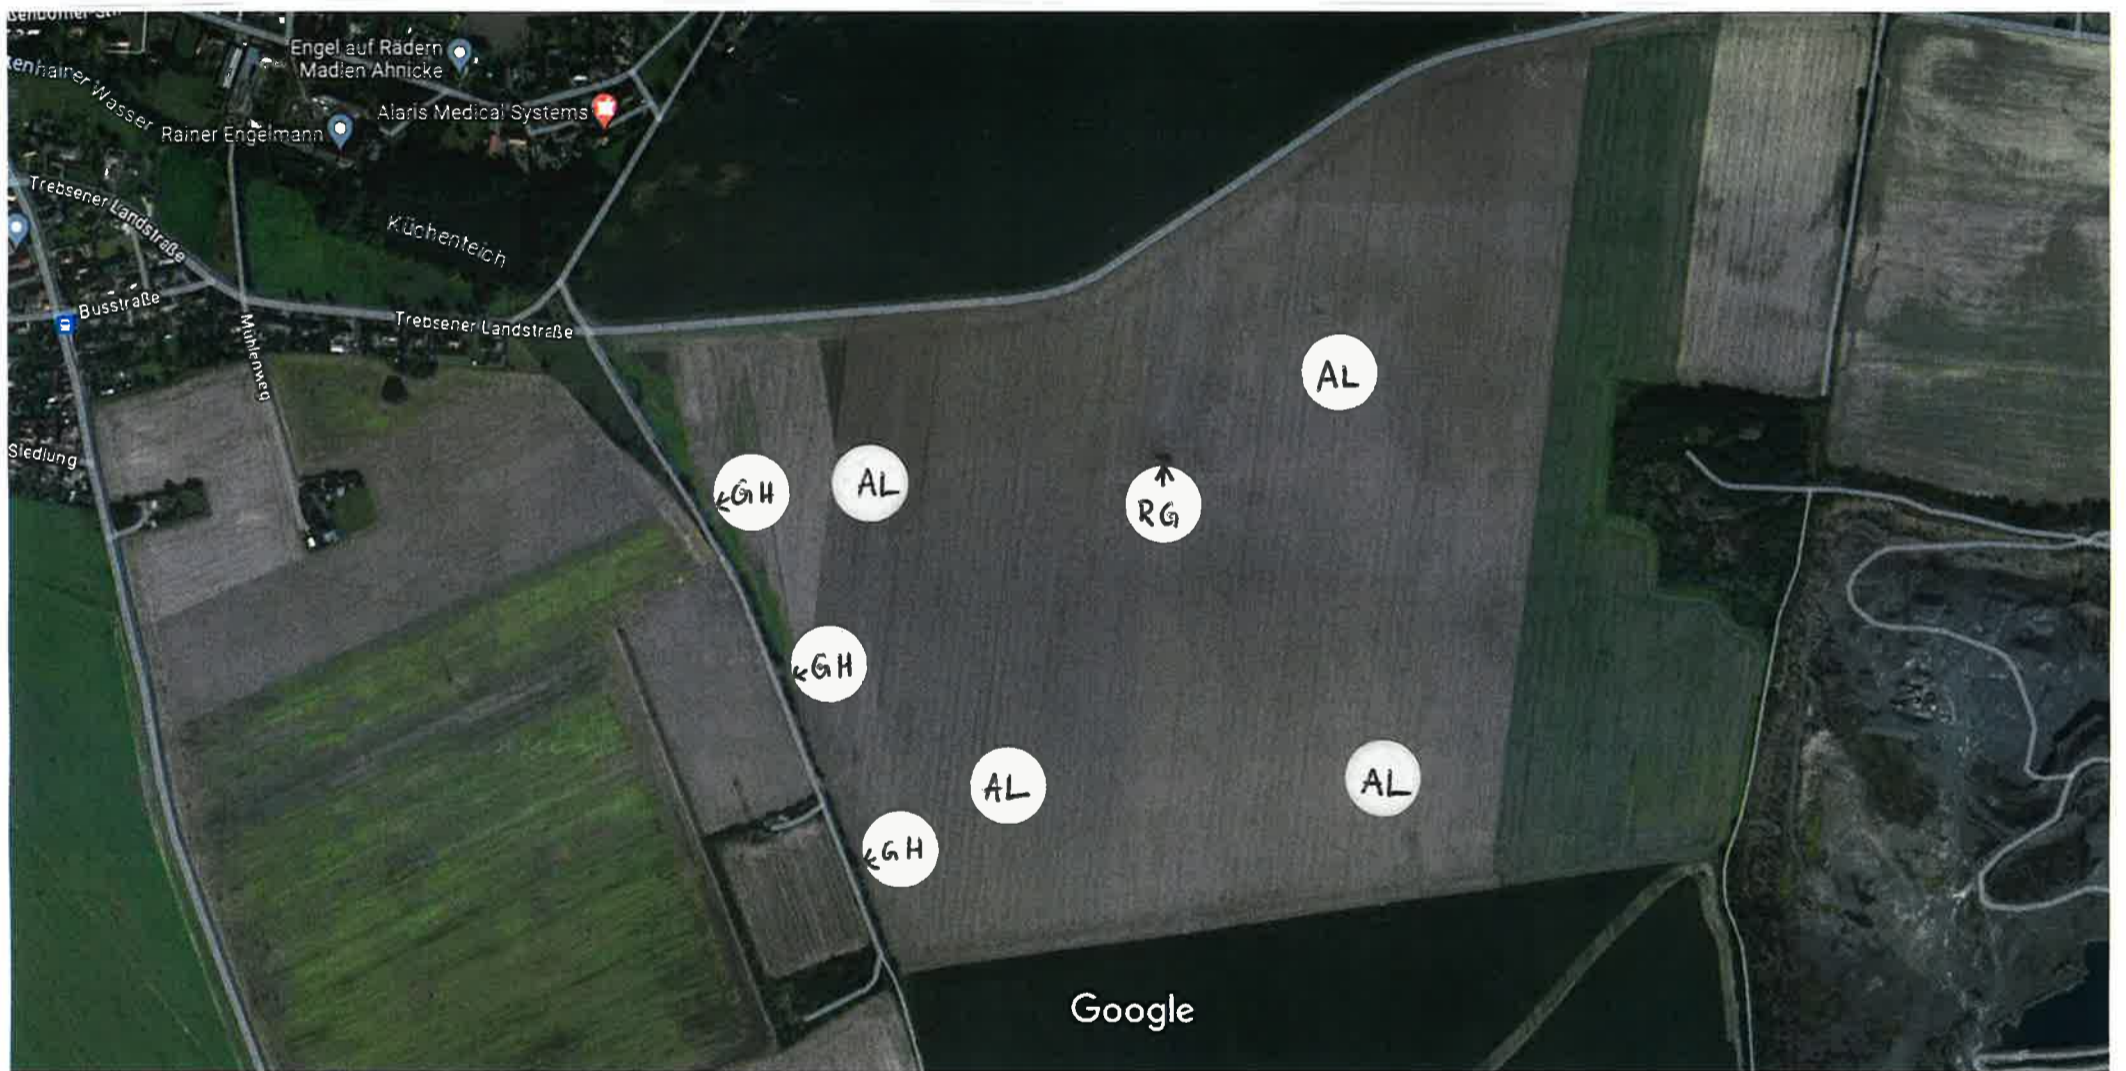 Engel auf Rädern
Madlen Ahnicke
Alaris Medical Systems
Rainer Engelmann
Trebsener Landstraße
Küchenteich
Busstraße
Trebsener Landstraße
Mühlenweg
Siedlung
AL
GH
AL
RG
GH
AL
AL
GH
Google